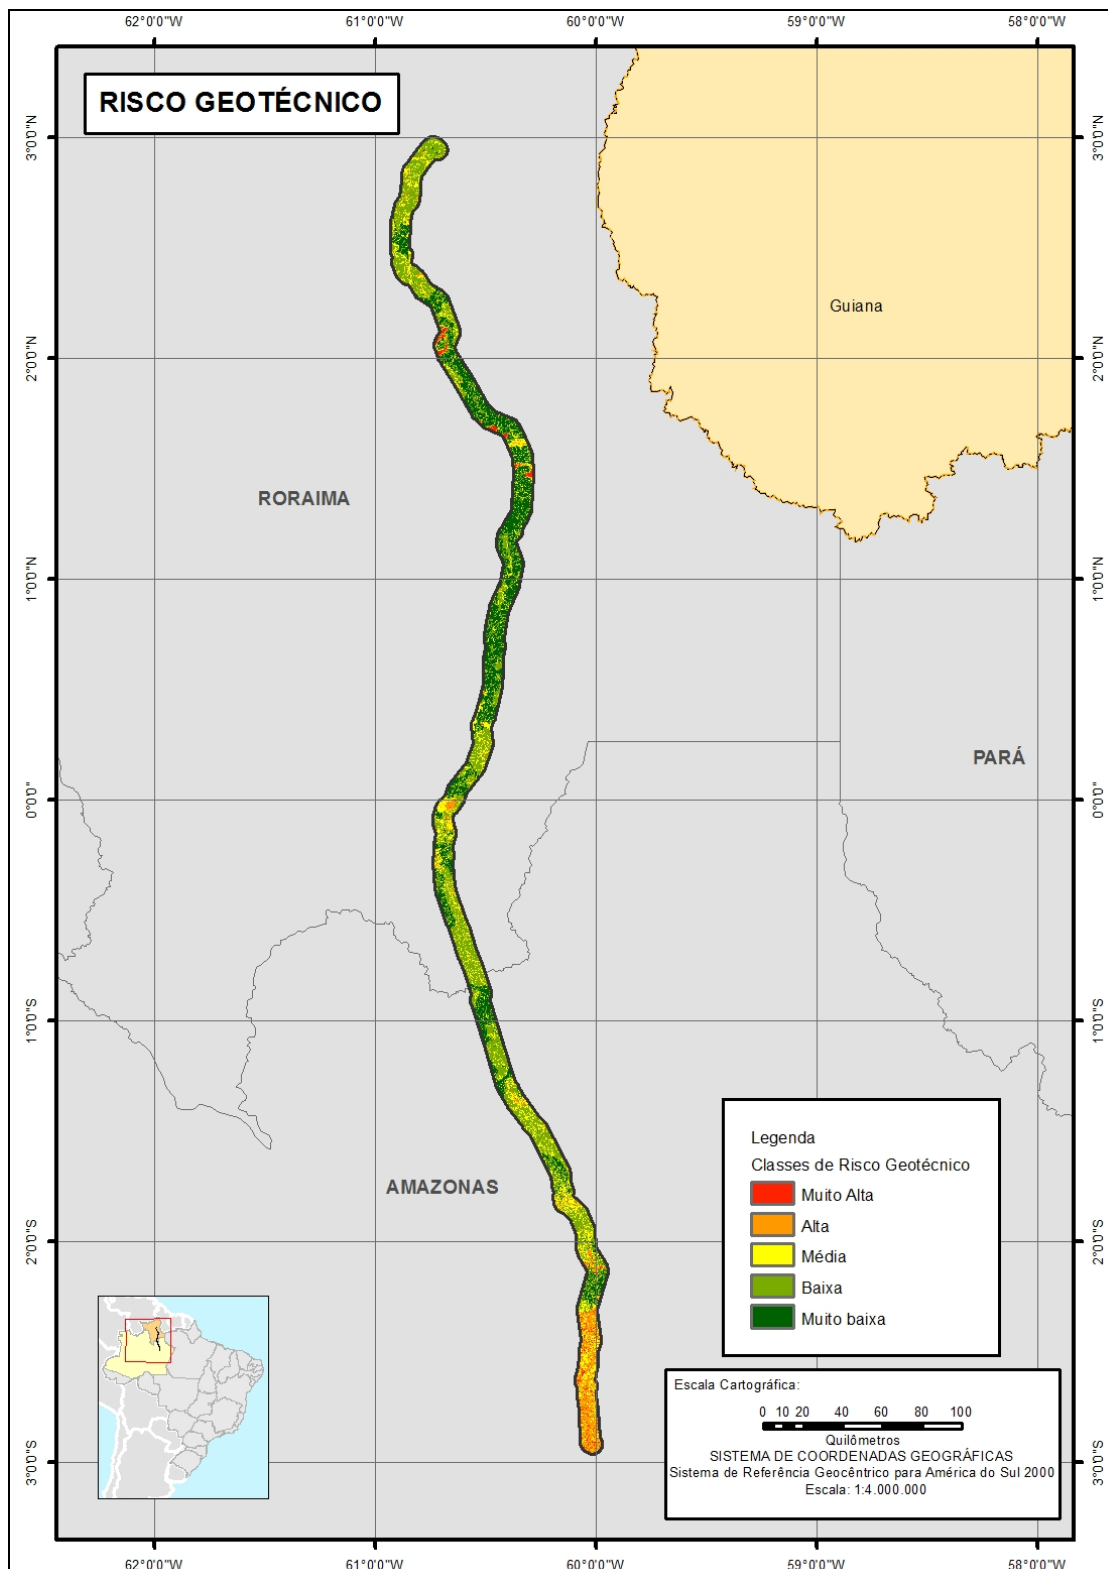 62°0'0"W 61°0'0"W 60°0'0"W 59°0'0"W 58°0'0"W
RISCO GEOTÉCNICO
3°0'0"N 3°0'0"N
Guiana
2°0'0"N 2°0'0"N
RORAIMA
1°0'0"N 1°0'0"N
PARÁ
0°0'0" 0°0'0"
1°0'0"S 1°0'0"S
Legenda
Classes de Risco Geotécnico
AMAZONAS
Muito Alta
Alta
2°0'0"S 2°0'0"S
Média
Baixa
Muito baixa
Escala Cartográfica:
0 10 20 40 60 80 100
Quilômetros
SISTEMA DE COORDENADAS GEOGRÁFICAS
Sistema de Referência Geocêntrico para América do Sul 2000
Escala: 1:4.000.000
3°0'0"S 3°0'0"S
62°0'0"W 61°0'0"W 60°0'0"W 59°0'0"W 58°0'0"W